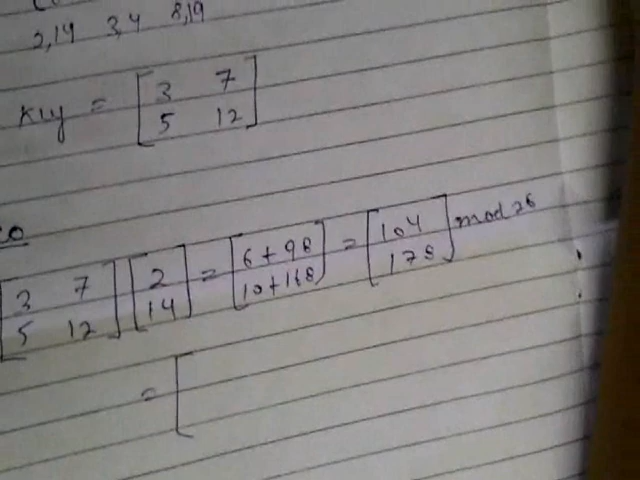 2,14 3,4 8,19
Key = [3 7
5 12]
co
[3 7 [2 = [6+98 = [104 mod 26
5 12] 14] 10+168] 178]
= [